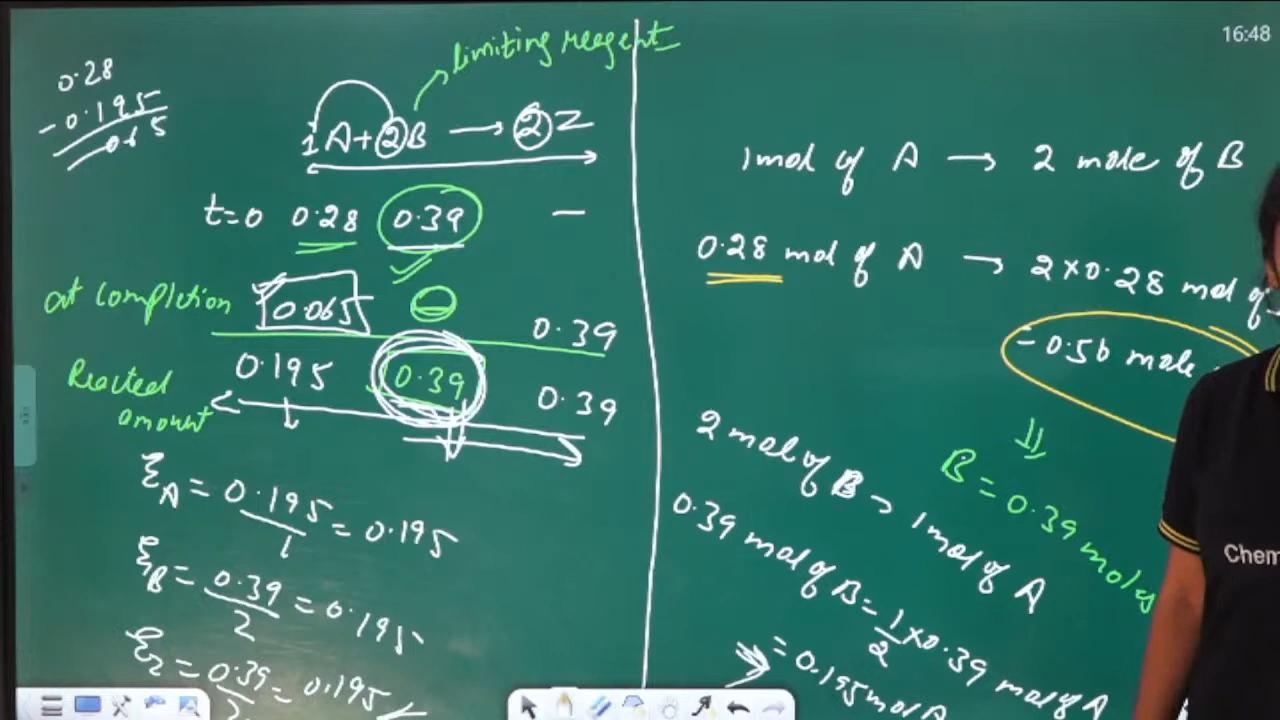 16:48
0.28
-0.195
065
limiting reagent
1A+2B → 2Z
t=0 0.28 0.39 —
at completion 0.065 0.39
Reacted amount 0.195 0.39 0.39
ξA = 0.195/1 = 0.195
ξB = 0.39/2 = 0.195
ξZ = 0.39/2 = 0.195
1mol of A → 2 mole of B
0.28 mol of A → 2×0.28 mol of
= 0.56 mole
⇓
B = 0.39 moles
2 mol of B → 1 mol of A
0.39 mol of B = 1/2 × 0.39 mol of A
= 0.195 mol A
Chem